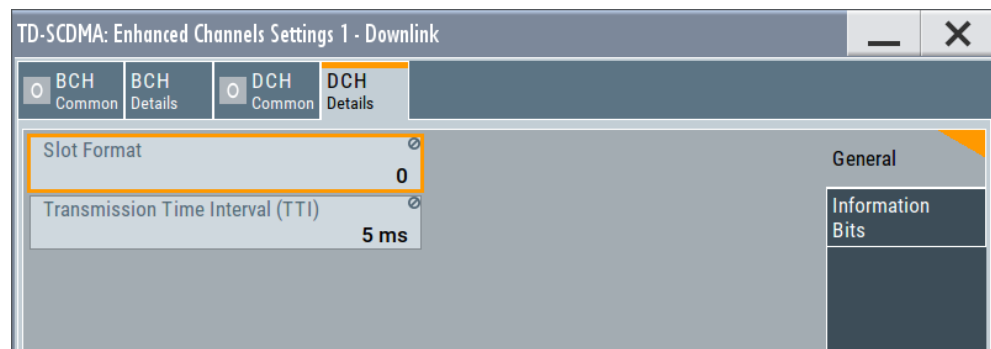 TD-SCDMA: Enhanced Channels Settings 1 - Downlink
O BCH Common
BCH Details
O DCH Common
DCH Details
Slot Format
0
General
Transmission Time Interval (TTI)
5 ms
Information
Bits